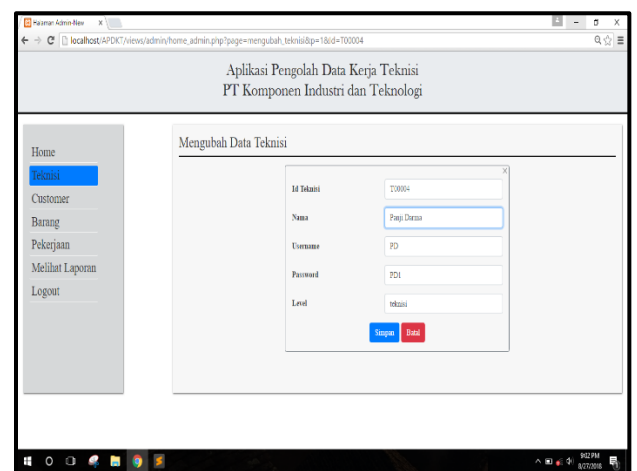 Halaman Admin-New
localhost/APDKT/views/admin/home_admin.php?page=mengubah_teknisi&p=1&id=T00004
Aplikasi Pengolah Data Kerja Teknisi
PT Komponen Industri dan Teknologi
Home
Teknisi
Customer
Barang
Pekerjaan
Melihat Laporan
Logout
Mengubah Data Teknisi
Id Teknisi T00004
Nama Panji Darma
Username PD
Password PD1
Level teknisi
Simpan Batal
9:02 PM
8/27/2018